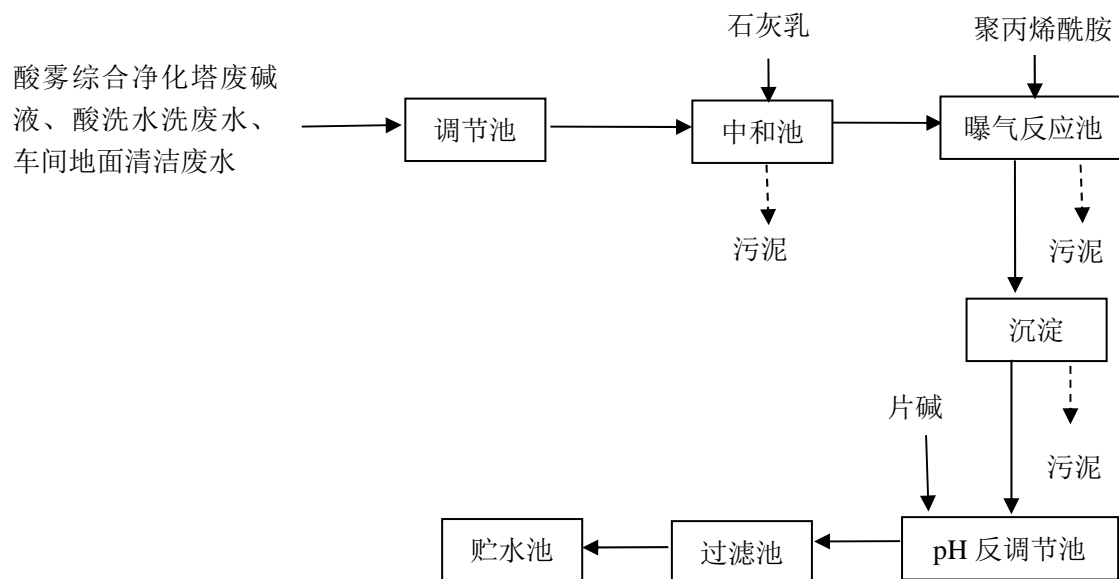 石灰乳
聚丙烯酰胺
酸雾综合净化塔废碱
液、酸洗水洗废水、
车间地面清洁废水
调节池
中和池
曝气反应池
污泥
污泥
沉淀
片碱
污泥
贮水池
过滤池
pH 反调节池